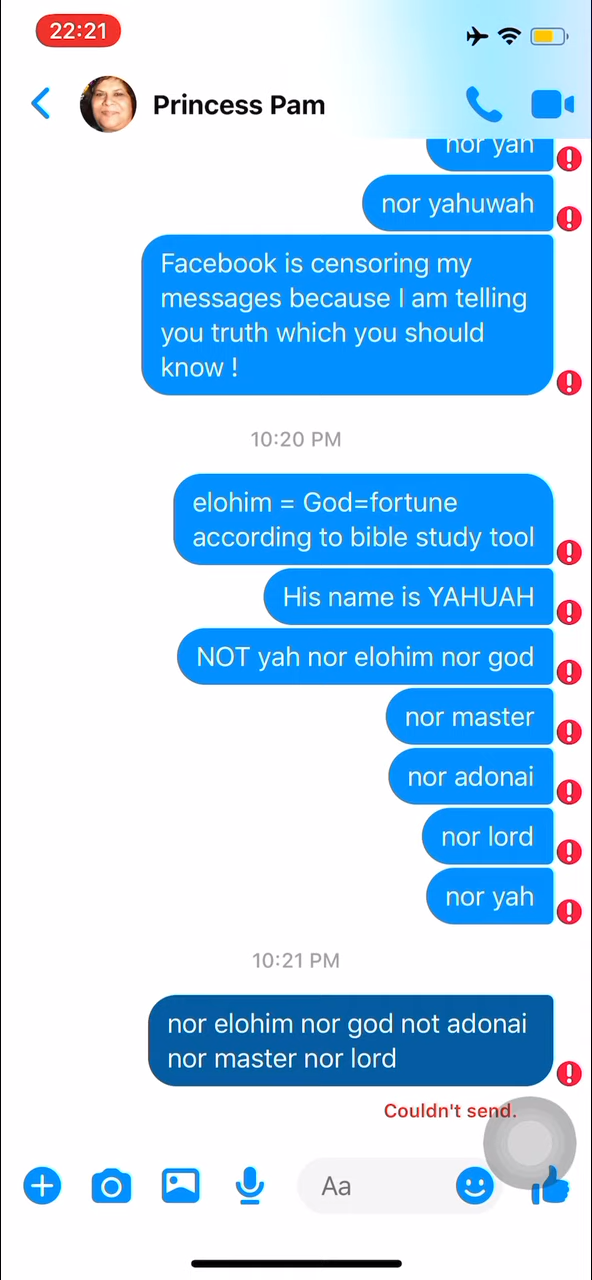 22:21
Princess Pam
nor yah
nor yahuwah
Facebook is censoring my
messages because I am telling
you truth which you should
know !
10:20 PM
elohim = God=fortune
according to bible study tool
His name is YAHUAH
NOT yah nor elohim nor god
nor master
nor adonai
nor lord
nor yah
10:21 PM
nor elohim nor god not adonai
nor master nor lord
Couldn't send.
Aa